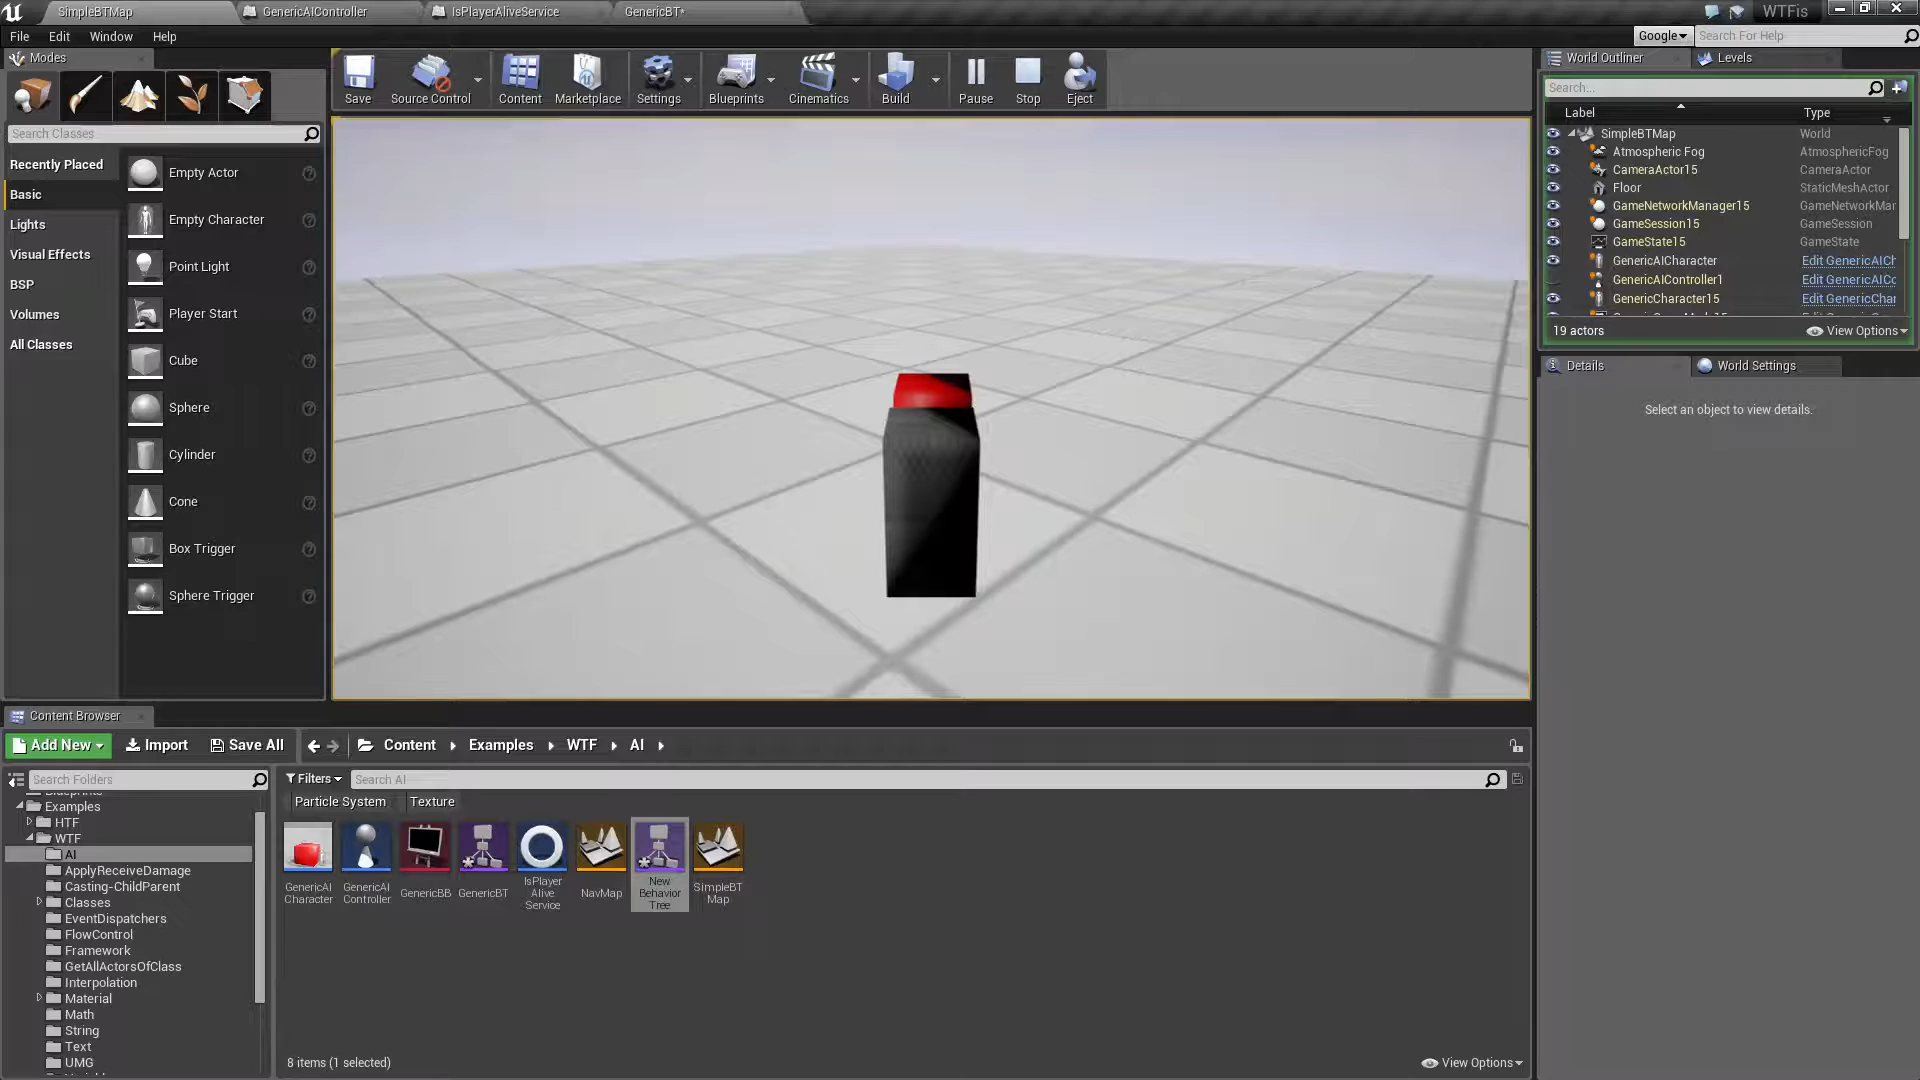 SimpleBTMap
GenericAIController
IsPlayerAliveService
GenericBT*
WTFis
File
Edit
Window
Help
Google
Search For Help
Modes
Save
Source Control
Content
Marketplace
Settings
Blueprints
Cinematics
Build
Pause
Stop
Eject
World Outliner
Levels
Search...
Label
Type
Search Classes
Recently Placed
Basic
Lights
Visual Effects
BSP
Volumes
All Classes
Empty Actor
Empty Character
Point Light
Player Start
Cube
Sphere
Cylinder
Cone
Box Trigger
Sphere Trigger
SimpleBTMap World
Atmospheric Fog AtmosphericFog
CameraActor15 CameraActor
Floor StaticMeshActor
GameNetworkManager15 GameNetworkMar
GameSession15 GameSession
GameState15 GameState
GenericAICharacter Edit GenericAICh
GenericAIController1 Edit GenericAICo
GenericCharacter15 Edit GenericChar
19 actors
View Options
Details
World Settings
Select an object to view details.
Content Browser
Add New
Import
Save All
Content
Examples
WTF
AI
Search Folders
Filters
Search AI
Particle System
Texture
Examples
HTF
WTF
AI
ApplyReceiveDamage
Casting-ChildParent
Classes
EventDispatchers
FlowControl
Framework
GetAllActorsOfClass
Interpolation
Material
Math
String
Text
UMG
GenericAI
Character
GenericAI
Controller
GenericBB
GenericBT
IsPlayer
Alive
Service
NavMap
New
Behavior
Tree
SimpleBT
Map
8 items (1 selected)
View Options